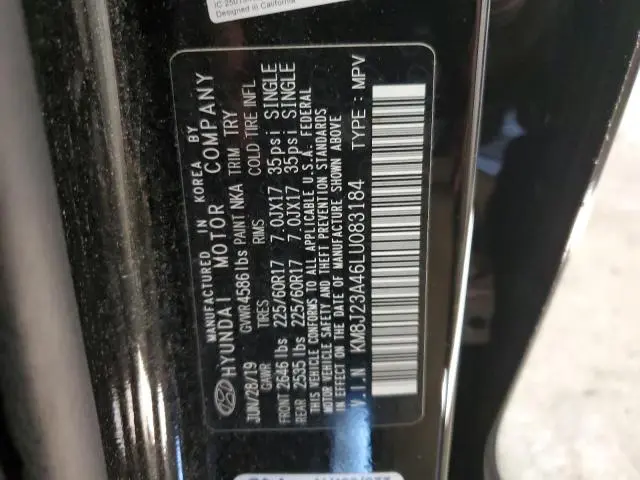 MANUFACTURED IN KOREA BY
HYUNDAI MOTOR COMPANY
JUN/28/19 GVWR 4586 lbs PAINT NKA TRIM TRY
GAWR TIRES RIMS COLD TIRE INFL
FRONT 2646 lbs 225/60R17 7.0JX17 35psi SINGLE
REAR 2535 lbs 225/60R17 7.0JX17 35psi SINGLE
THIS VEHICLE CONFORMS TO ALL APPLICABLE U.S.A. FEDERAL
MOTOR VEHICLE SAFETY AND THEFT PREVENTION STANDARDS
IN EFFECT ON THE DATE OF MANUFACTURE SHOWN ABOVE
V.I.N KM8J23A46LU083184 TYPE : MPV
Designed in California